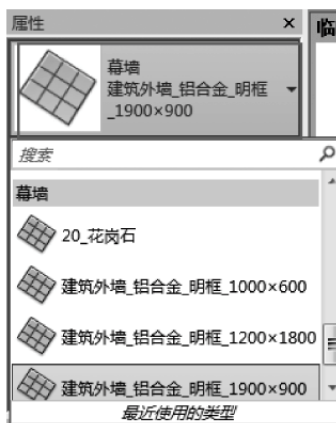 属性
×
临
幕墙
建筑外墙_铝合金_明框
_1900×900
搜索
幕墙
20_花岗石
建筑外墙_铝合金_明框_1000×600
建筑外墙_铝合金_明框_1200×1800
建筑外墙_铝合金_明框_1900×900
最近使用的类型